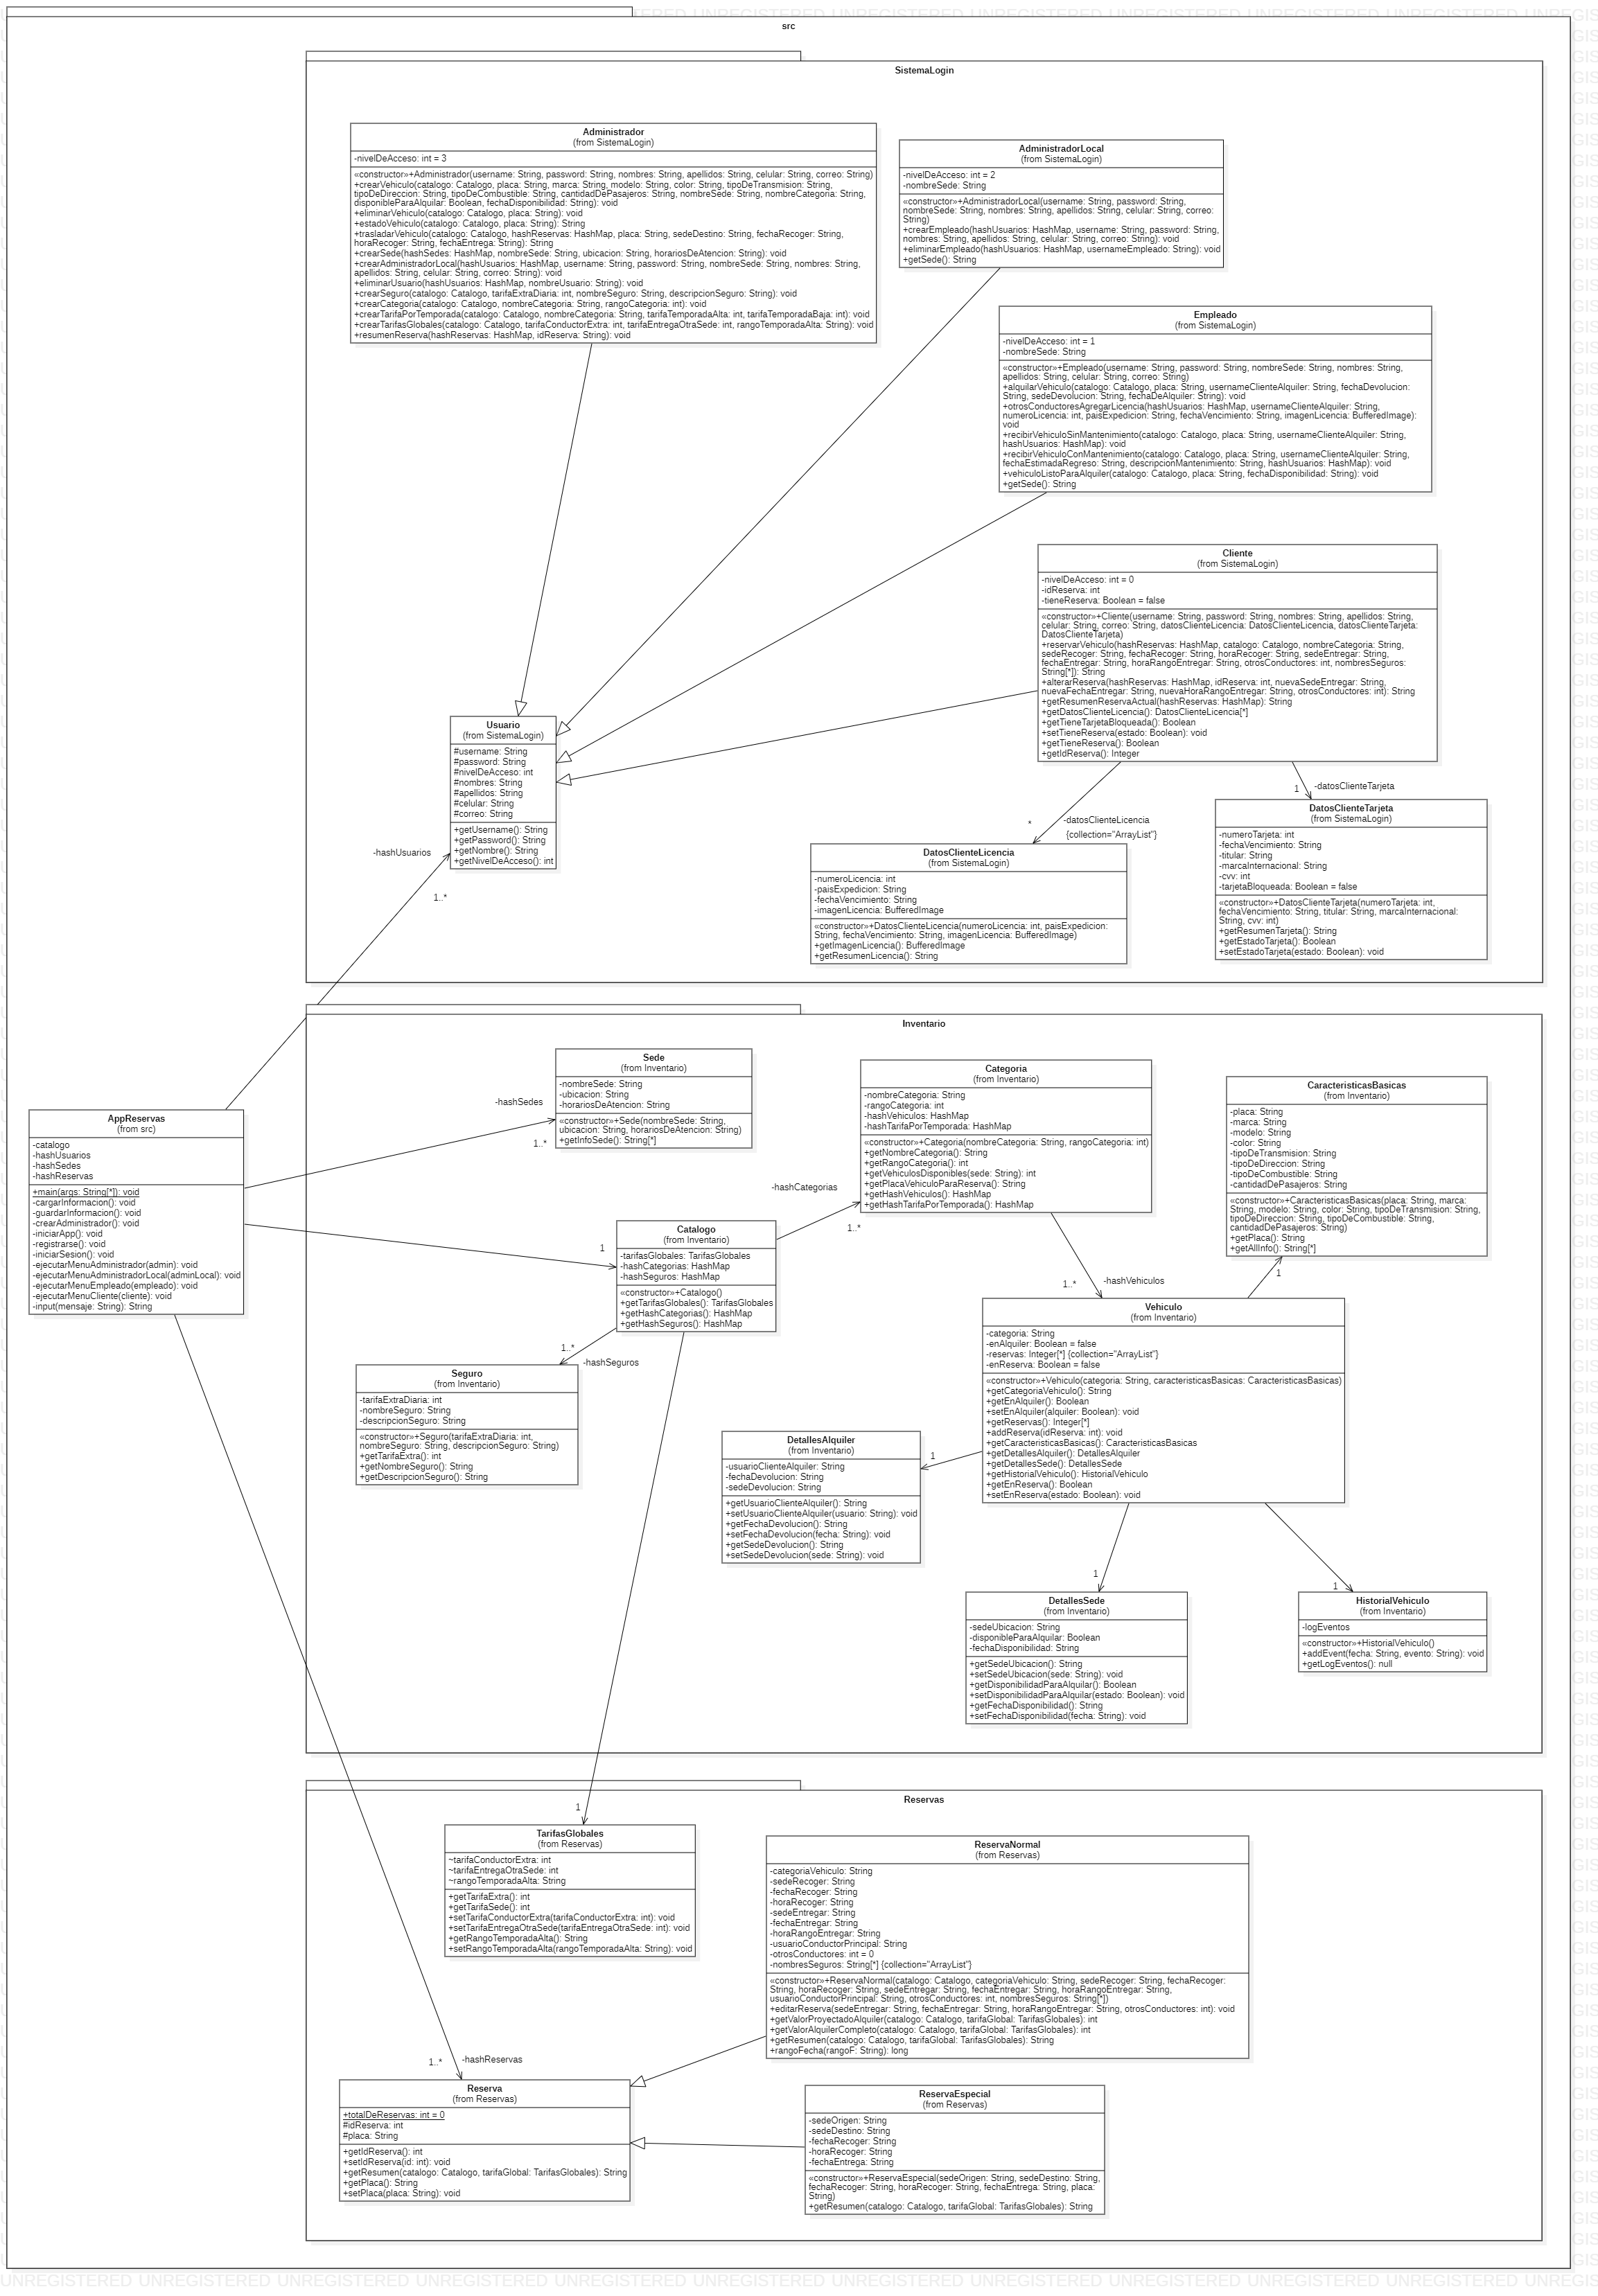 UNREGISTERED UNREGISTERED UNREGISTERED UNREGISTERED UNREGISTERED UNREGISTERED
src
SistemaLogin
Administrador
(from SistemaLogin)
-nivelDeAcceso: int = 3
«constructor»+Administrador(username: String, password: String, nombres: String, apellidos: String, celular: String, correo: String)
+crearVehiculo(catalogo: Catalogo, placa: String, marca: String, modelo: String, color: String, tipoDeTransmision: String,
tipoDeDireccion: String, tipoDeCombustible: String, cantidadDePasajeros: String, nombreSede: String, nombreCategoria: String,
disponibleParaAlquilar: Boolean, fechaDisponibilidad: String): void
+eliminarVehiculo(catalogo: Catalogo, placa: String): void
+estadoVehiculo(catalogo: Catalogo, placa: String): String
+trasladarVehiculo(catalogo: Catalogo, hashReservas: HashMap, placa: String, sedeDestino: String, fechaRecoger: String,
horaRecoger: String, fechaEntrega: String): String
+crearSede(hashSedes: HashMap, nombreSede: String, ubicacion: String, horariosDeAtencion: String): void
+crearAdministradorLocal(hashUsuarios: HashMap, username: String, password: String, nombreSede: String, nombres: String,
apellidos: String, celular: String, correo: String): void
+eliminarUsuario(hashUsuarios: HashMap, nombreUsuario: String): void
+crearSeguro(catalogo: Catalogo, tarifaExtraDiaria: int, nombreSeguro: String, descripcionSeguro: String): void
+crearCategoria(catalogo: Catalogo, nombreCategoria: String, rangoCategoria: int): void
+crearTarifaPorTemporada(catalogo: Catalogo, nombreCategoria: String, tarifaTemporadaAlta: int, tarifaTemporadaBaja: int): void
+crearTarifasGlobales(catalogo: Catalogo, tarifaConductorExtra: int, tarifaEntregaOtraSede: int, rangoTemporadaAlta: String): void
+resumenReserva(hashReservas: HashMap, idReserva: String): void
AdministradorLocal
(from SistemaLogin)
-nivelDeAcceso: int = 2
-nombreSede: String
«constructor»+AdministradorLocal(username: String, password: String,
nombreSede: String, nombres: String, apellidos: String, celular: String, correo:
String)
+crearEmpleado(hashUsuarios: HashMap, username: String, password: String,
nombres: String, apellidos: String, celular: String, correo: String): void
+eliminarEmpleado(hashUsuarios: HashMap, usernameEmpleado: String): void
+getSede(): String
Empleado
(from SistemaLogin)
-nivelDeAcceso: int = 1
-nombreSede: String
«constructor»+Empleado(username: String, password: String, nombreSede: String, nombres: String,
apellidos: String, celular: String, correo: String)
+alquilarVehiculo(catalogo: Catalogo, placa: String, usernameClienteAlquiler: String, fechaDevolucion:
String, sedeDevolucion: String, fechaDeAlquiler: String): void
+otrosConductoresAgregarLicencia(hashUsuarios: HashMap, usernameClienteAlquiler: String,
numeroLicencia: int, paisExpedicion: String, fechaVencimiento: String, imagenLicencia: BufferedImage):
void
+recibirVehiculoSinMantenimiento(catalogo: Catalogo, placa: String, usernameClienteAlquiler: String,
hashUsuarios: HashMap): void
+recibirVehiculoConMantenimiento(catalogo: Catalogo, placa: String, usernameClienteAlquiler: String,
fechaEstimadaRegreso: String, descripcionMantenimiento: String, hashUsuarios: HashMap): void
+vehiculoListoParaAlquiler(catalogo: Catalogo, placa: String, fechaDisponibilidad: String): void
+getSede(): String
Cliente
(from SistemaLogin)
-nivelDeAcceso: int = 0
-idReserva: int
-tieneReserva: Boolean = false
«constructor»+Cliente(username: String, password: String, nombres: String, apellidos: String,
celular: String, correo: String, datosClienteLicencia: DatosClienteLicencia, datosClienteTarjeta:
DatosClienteTarjeta)
+reservarVehiculo(hashReservas: HashMap, catalogo: Catalogo, nombreCategoria: String,
sedeRecoger: String, fechaRecoger: String, horaRecoger: String, sedeEntregar: String,
fechaEntregar: String, horaRangoEntregar: String, otrosConductores: int, nombresSeguros:
String[*]): String
+alterarReserva(hashReservas: HashMap, idReserva: int, nuevaSedeEntregar: String,
nuevaFechaEntregar: String, nuevaHoraRangoEntregar: String, otrosConductores: int): String
+getResumenReservaActual(hashReservas: HashMap): String
+getDatosClienteLicencia(): DatosClienteLicencia[*]
+getTieneTarjetaBloqueada(): Boolean
+setTieneReserva(estado: Boolean): void
+getTieneReserva(): Boolean
+getIdReserva(): Integer
Usuario
(from SistemaLogin)
#username: String
#password: String
#nivelDeAcceso: int
#nombres: String
#apellidos: String
#celular: String
#correo: String
+getUsername(): String
+getPassword(): String
+getNombre(): String
+getNivelDeAcceso(): int
-hashUsuarios
1..*
1
-datosClienteTarjeta
*
-datosClienteLicencia
{collection="ArrayList"}
DatosClienteTarjeta
(from SistemaLogin)
-numeroTarjeta: int
-fechaVencimiento: String
-titular: String
-marcaInternacional: String
-cvv: int
-tarjetaBloqueada: Boolean = false
«constructor»+DatosClienteTarjeta(numeroTarjeta: int,
fechaVencimiento: String, titular: String, marcaInternacional:
String, cvv: int)
+getResumenTarjeta(): String
+getEstadoTarjeta(): Boolean
+setEstadoTarjeta(estado: Boolean): void
DatosClienteLicencia
(from SistemaLogin)
-numeroLicencia: int
-paisExpedicion: String
-fechaVencimiento: String
-imagenLicencia: BufferedImage
«constructor»+DatosClienteLicencia(numeroLicencia: int, paisExpedicion:
String, fechaVencimiento: String, imagenLicencia: BufferedImage)
+getImagenLicencia(): BufferedImage
+getResumenLicencia(): String
Inventario
AppReservas
(from src)
-catalogo
-hashUsuarios
-hashSedes
-hashReservas
+main(args: String[*]): void
-cargarInformacion(): void
-guardarInformacion(): void
-crearAdministrador(): void
-iniciarApp(): void
-registrarse(): void
-iniciarSesion(): void
-ejecutarMenuAdministrador(admin): void
-ejecutarMenuAdministradorLocal(adminLocal): void
-ejecutarMenuEmpleado(empleado): void
-ejecutarMenuCliente(cliente): void
-input(mensaje: String): String
-hashSedes
1..*
Sede
(from Inventario)
-nombreSede: String
-ubicacion: String
-horariosDeAtencion: String
«constructor»+Sede(nombreSede: String,
ubicacion: String, horariosDeAtencion: String)
+getInfoSede(): String[*]
Categoria
(from Inventario)
-nombreCategoria: String
-rangoCategoria: int
-hashVehiculos: HashMap
-hashTarifaPorTemporada: HashMap
«constructor»+Categoria(nombreCategoria: String, rangoCategoria: int)
+getNombreCategoria(): String
+getRangoCategoria(): int
+getVehiculosDisponibles(sede: String): int
+getPlacaVehiculoParaReserva(): String
+getHashVehiculos(): HashMap
+getHashTarifaPorTemporada(): HashMap
CaracteristicasBasicas
(from Inventario)
-placa: String
-marca: String
-modelo: String
-color: String
-tipoDeTransmision: String
-tipoDeDireccion: String
-tipoDeCombustible: String
-cantidadDePasajeros: String
«constructor»+CaracteristicasBasicas(placa: String, marca:
String, modelo: String, color: String, tipoDeTransmision: String,
tipoDeDireccion: String, tipoDeCombustible: String,
cantidadDePasajeros: String)
+getPlaca(): String
+getAllInfo(): String[*]
-hashCategorias
1..*
1
Catalogo
(from Inventario)
-tarifasGlobales: TarifasGlobales
-hashCategorias: HashMap
-hashSeguros: HashMap
«constructor»+Catalogo()
+getTarifasGlobales(): TarifasGlobales
+getHashCategorias(): HashMap
+getHashSeguros(): HashMap
1..*
-hashSeguros
1..*
-hashVehiculos
1
Vehiculo
(from Inventario)
-categoria: String
-enAlquiler: Boolean = false
-reservas: Integer[*] {collection="ArrayList"}
-enReserva: Boolean = false
«constructor»+Vehiculo(categoria: String, caracteristicasBasicas: CaracteristicasBasicas)
+getCategoriaVehiculo(): String
+getEnAlquiler(): Boolean
+setEnAlquiler(alquiler: Boolean): void
+getReservas(): Integer[*]
+addReserva(idReserva: int): void
+getCaracteristicasBasicas(): CaracteristicasBasicas
+getDetallesAlquiler(): DetallesAlquiler
+getDetallesSede(): DetallesSede
+getHistorialVehiculo(): HistorialVehiculo
+getEnReserva(): Boolean
+setEnReserva(estado: Boolean): void
Seguro
(from Inventario)
-tarifaExtraDiaria: int
-nombreSeguro: String
-descripcionSeguro: String
«constructor»+Seguro(tarifaExtraDiaria: int,
nombreSeguro: String, descripcionSeguro: String)
+getTarifaExtra(): int
+getNombreSeguro(): String
+getDescripcionSeguro(): String
DetallesAlquiler
(from Inventario)
-usuarioClienteAlquiler: String
-fechaDevolucion: String
-sedeDevolucion: String
+getUsuarioClienteAlquiler(): String
+setUsuarioClienteAlquiler(usuario: String): void
+getFechaDevolucion(): String
+setFechaDevolucion(fecha: String): void
+getSedeDevolucion(): String
+setSedeDevolucion(sede: String): void
1
1
1
DetallesSede
(from Inventario)
-sedeUbicacion: String
-disponibleParaAlquilar: Boolean
-fechaDisponibilidad: String
+getSedeUbicacion(): String
+setSedeUbicacion(sede: String): void
+getDisponibilidadParaAlquilar(): Boolean
+setDisponibilidadParaAlquilar(estado: Boolean): void
+getFechaDisponibilidad(): String
+setFechaDisponibilidad(fecha: String): void
HistorialVehiculo
(from Inventario)
-logEventos
«constructor»+HistorialVehiculo()
+addEvent(fecha: String, evento: String): void
+getLogEventos(): null
Reservas
1
TarifasGlobales
(from Reservas)
~tarifaConductorExtra: int
~tarifaEntregaOtraSede: int
~rangoTemporadaAlta: String
+getTarifaExtra(): int
+getTarifaSede(): int
+setTarifaConductorExtra(tarifaConductorExtra: int): void
+setTarifaEntregaOtraSede(tarifaEntregaOtraSede: int): void
+getRangoTemporadaAlta(): String
+setRangoTemporadaAlta(rangoTemporadaAlta: String): void
ReservaNormal
(from Reservas)
-categoriaVehiculo: String
-sedeRecoger: String
-fechaRecoger: String
-horaRecoger: String
-sedeEntregar: String
-fechaEntregar: String
-horaRangoEntregar: String
-usuarioConductorPrincipal: String
-otrosConductores: int = 0
-nombresSeguros: String[*] {collection="ArrayList"}
«constructor»+ReservaNormal(catalogo: Catalogo, categoriaVehiculo: String, sedeRecoger: String, fechaRecoger:
String, horaRecoger: String, sedeEntregar: String, fechaEntregar: String, horaRangoEntregar: String,
usuarioConductorPrincipal: String, otrosConductores: int, nombresSeguros: String[*])
+editarReserva(sedeEntregar: String, fechaEntregar: String, horaRangoEntregar: String, otrosConductores: int): void
+getValorProyectadoAlquiler(catalogo: Catalogo, tarifaGlobal: TarifasGlobales): int
+getValorAlquilerCompleto(catalogo: Catalogo, tarifaGlobal: TarifasGlobales): int
+getResumen(catalogo: Catalogo, tarifaGlobal: TarifasGlobales): String
+rangoFecha(rangoF: String): long
1..*
-hashReservas
Reserva
(from Reservas)
+totalDeReservas: int = 0
#idReserva: int
#placa: String
+getIdReserva(): int
+setIdReserva(id: int): void
+getResumen(catalogo: Catalogo, tarifaGlobal: TarifasGlobales): String
+getPlaca(): String
+setPlaca(placa: String): void
ReservaEspecial
(from Reservas)
-sedeOrigen: String
-sedeDestino: String
-fechaRecoger: String
-horaRecoger: String
-fechaEntrega: String
«constructor»+ReservaEspecial(sedeOrigen: String, sedeDestino: String,
fechaRecoger: String, horaRecoger: String, fechaEntrega: String, placa:
String)
+getResumen(catalogo: Catalogo, tarifaGlobal: TarifasGlobales): String
UNREGISTERED UNREGISTERED UNREGISTERED UNREGISTERED UNREGISTERED UNREGISTERED UNREGISTERED UNREGISTERED UNREGISTERED UNREGISTERED UNREGISTERED